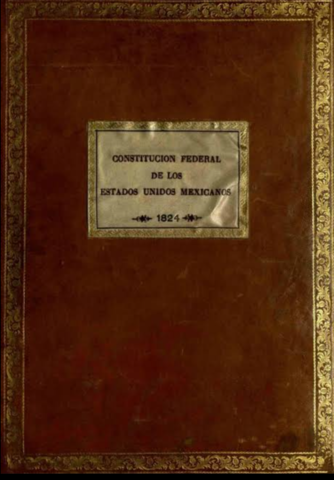 CONSTITUCION FEDERAL
DE LOS
ESTADOS UNIDOS MEXICANOS
1824